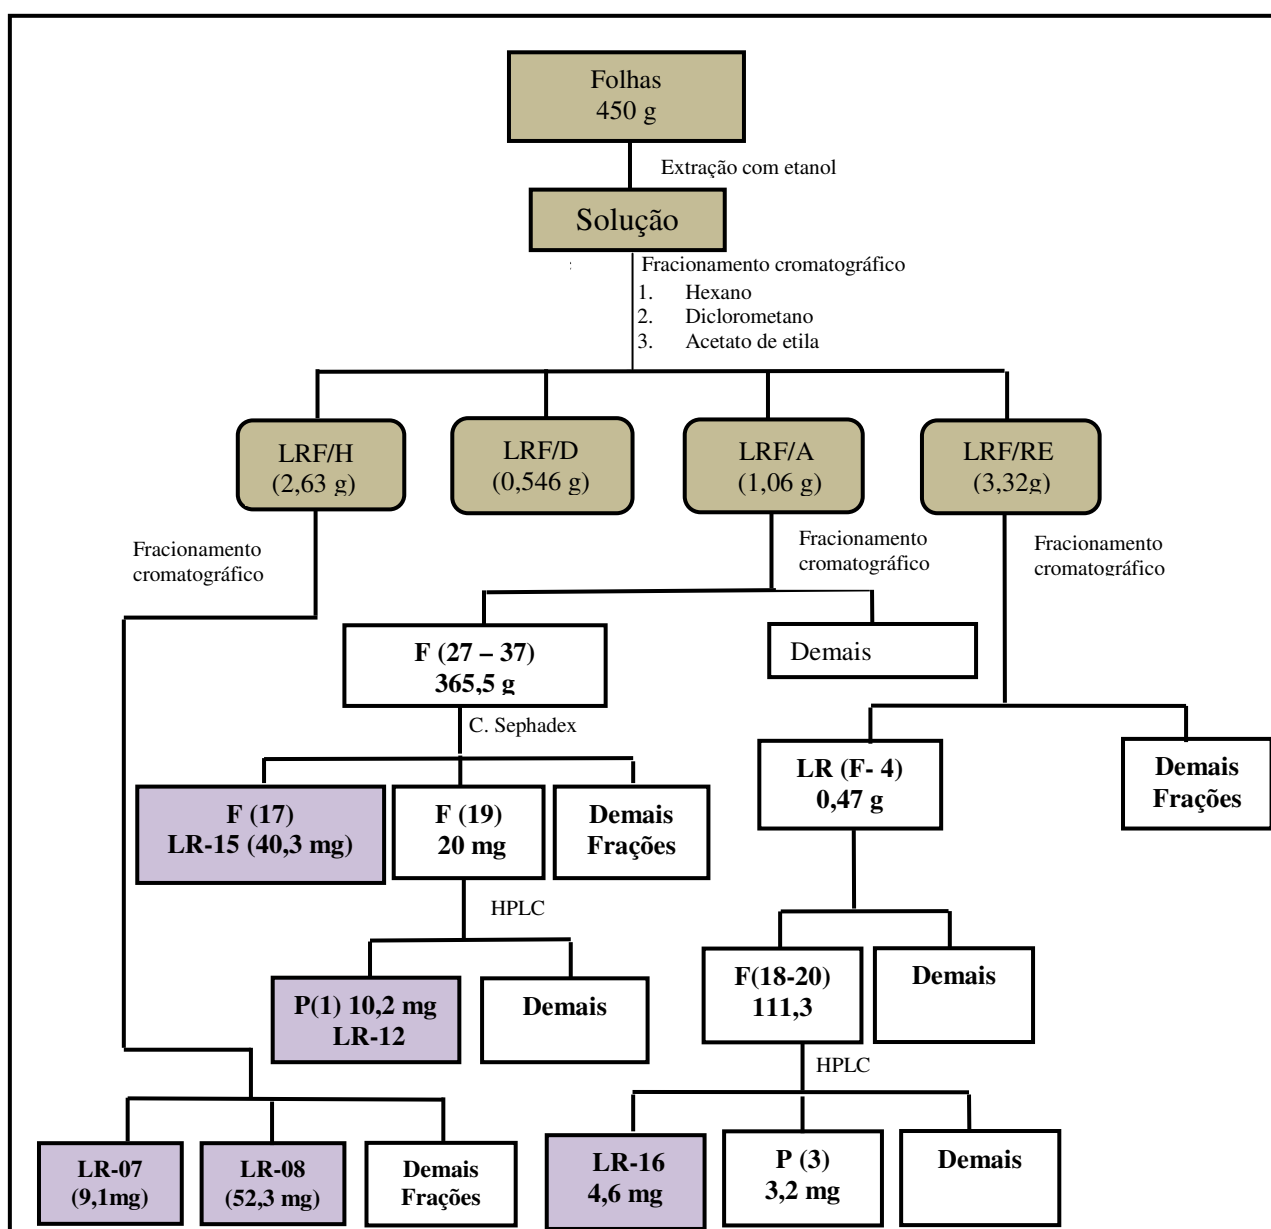 Folhas
450 g
Extração com etanol
Solução
: Fracionamento cromatográfico
1. Hexano
2. Diclorometano
3. Acetato de etila
LRF/H
(2,63 g)
LRF/D
(0,546 g)
LRF/A
(1,06 g)
LRF/RE
(3,32g)
Fracionamento
cromatográfico
Fracionamento
cromatográfico
Fracionamento
cromatográfico
F (27 – 37)
365,5 g
Demais
C. Sephadex
LR (F- 4)
0,47 g
Demais
Frações
F (17)
LR-15 (40,3 mg)
F (19)
20 mg
Demais
Frações
HPLC
P(1) 10,2 mg
LR-12
Demais
F(18-20)
111,3
Demais
HPLC
LR-07
(9,1mg)
LR-08
(52,3 mg)
Demais
Frações
LR-16
4,6 mg
P (3)
3,2 mg
Demais